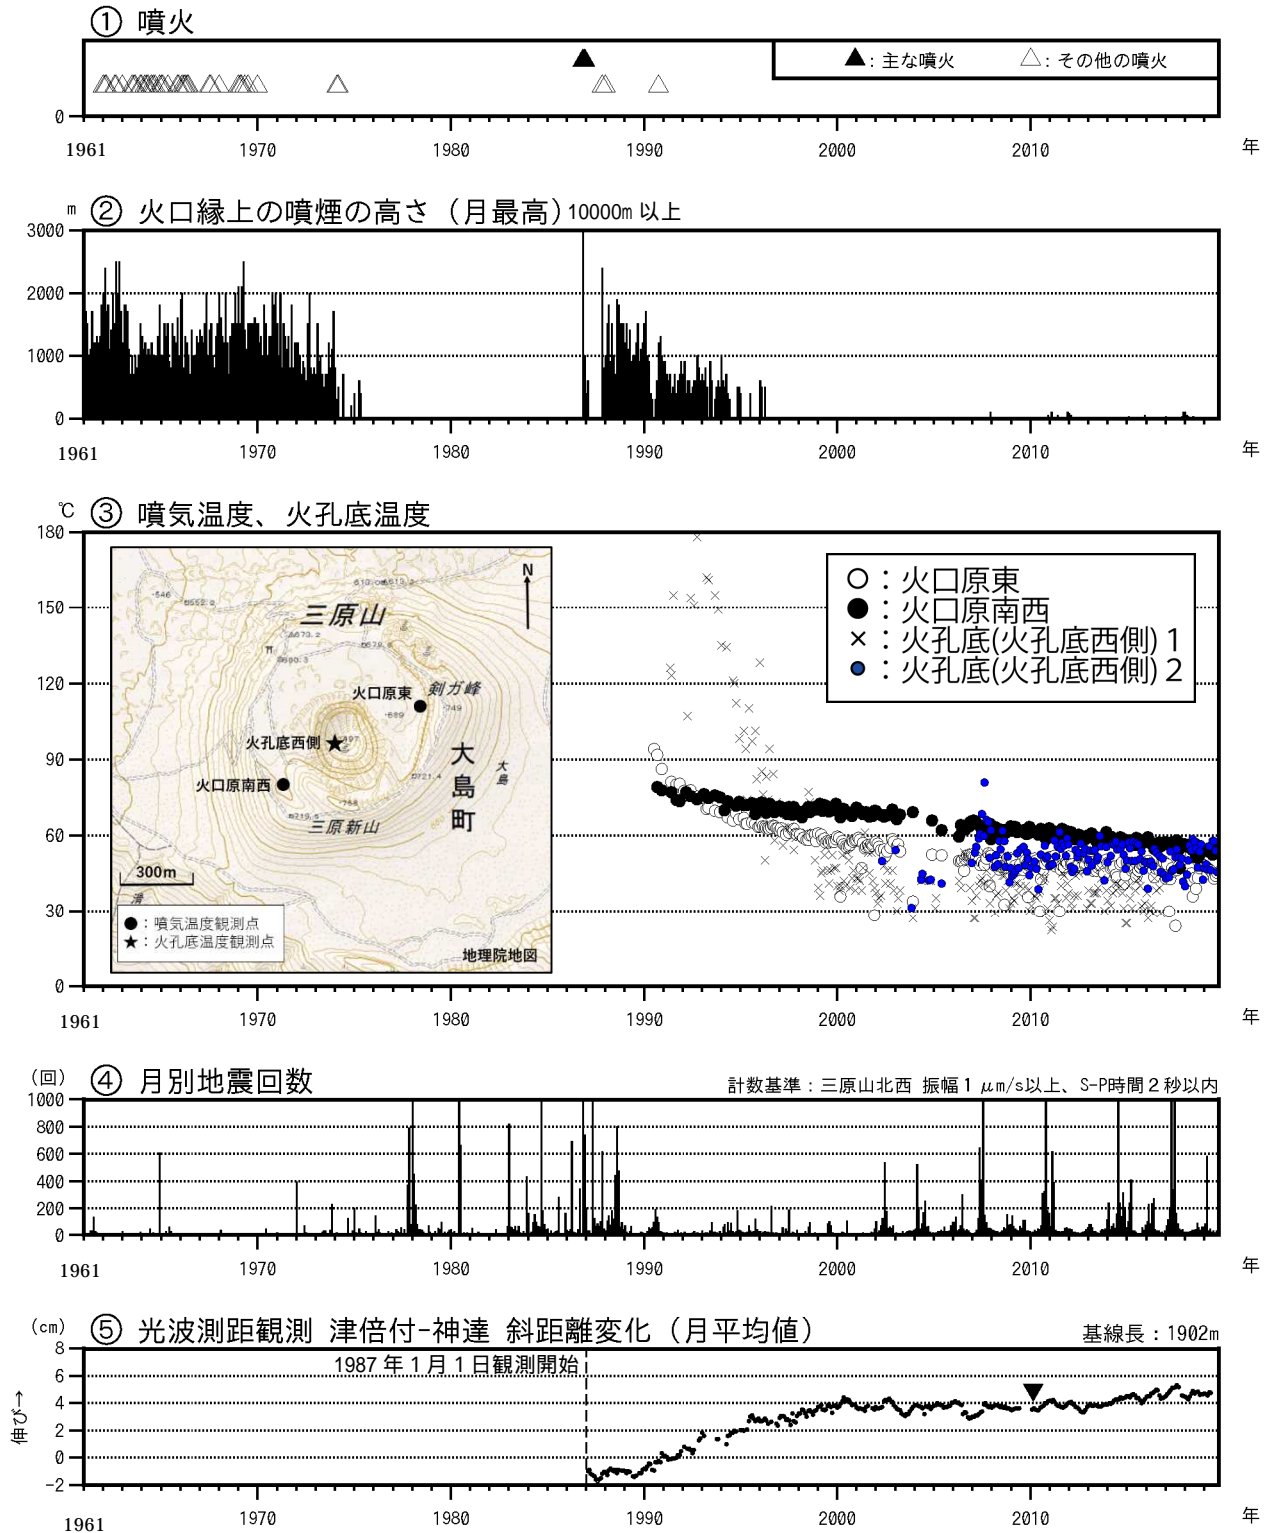 ① 噴火
▲：主な噴火 △：その他の噴火
0
1961 1970 1980 1990 2000 2010 年
m ② 火口縁上の噴煙の高さ（月最高）10000m 以上
3000
2000
1000
0
1961 1970 1980 1990 2000 2010 年
℃ ③ 噴気温度、火孔底温度
180
150
120
90
60
30
0
○：火口原東
●：火口原南西
×：火孔底(火孔底西側)１
●：火孔底(火孔底西側)２
N
三原山
火口原東
剣ガ峰
火孔底西側
火口原南西
大島町
大島
三原新山
300m
●：噴気温度観測点
★：火孔底温度観測点
地理院地図
1961 1970 1980 1990 2000 2010 年
(回) ④ 月別地震回数
計数基準：三原山北西 振幅１μm/s以上、S-P時間２秒以内
1000
800
600
400
200
0
1961 1970 1980 1990 2000 2010 年
(cm) ⑤ 光波測距観測 津倍付-神達 斜距離変化（月平均値）
基線長：1902m
1987年１月１日観測開始
8
6
4
2
0
-2
伸び→
1961 1970 1980 1990 2000 2010 年